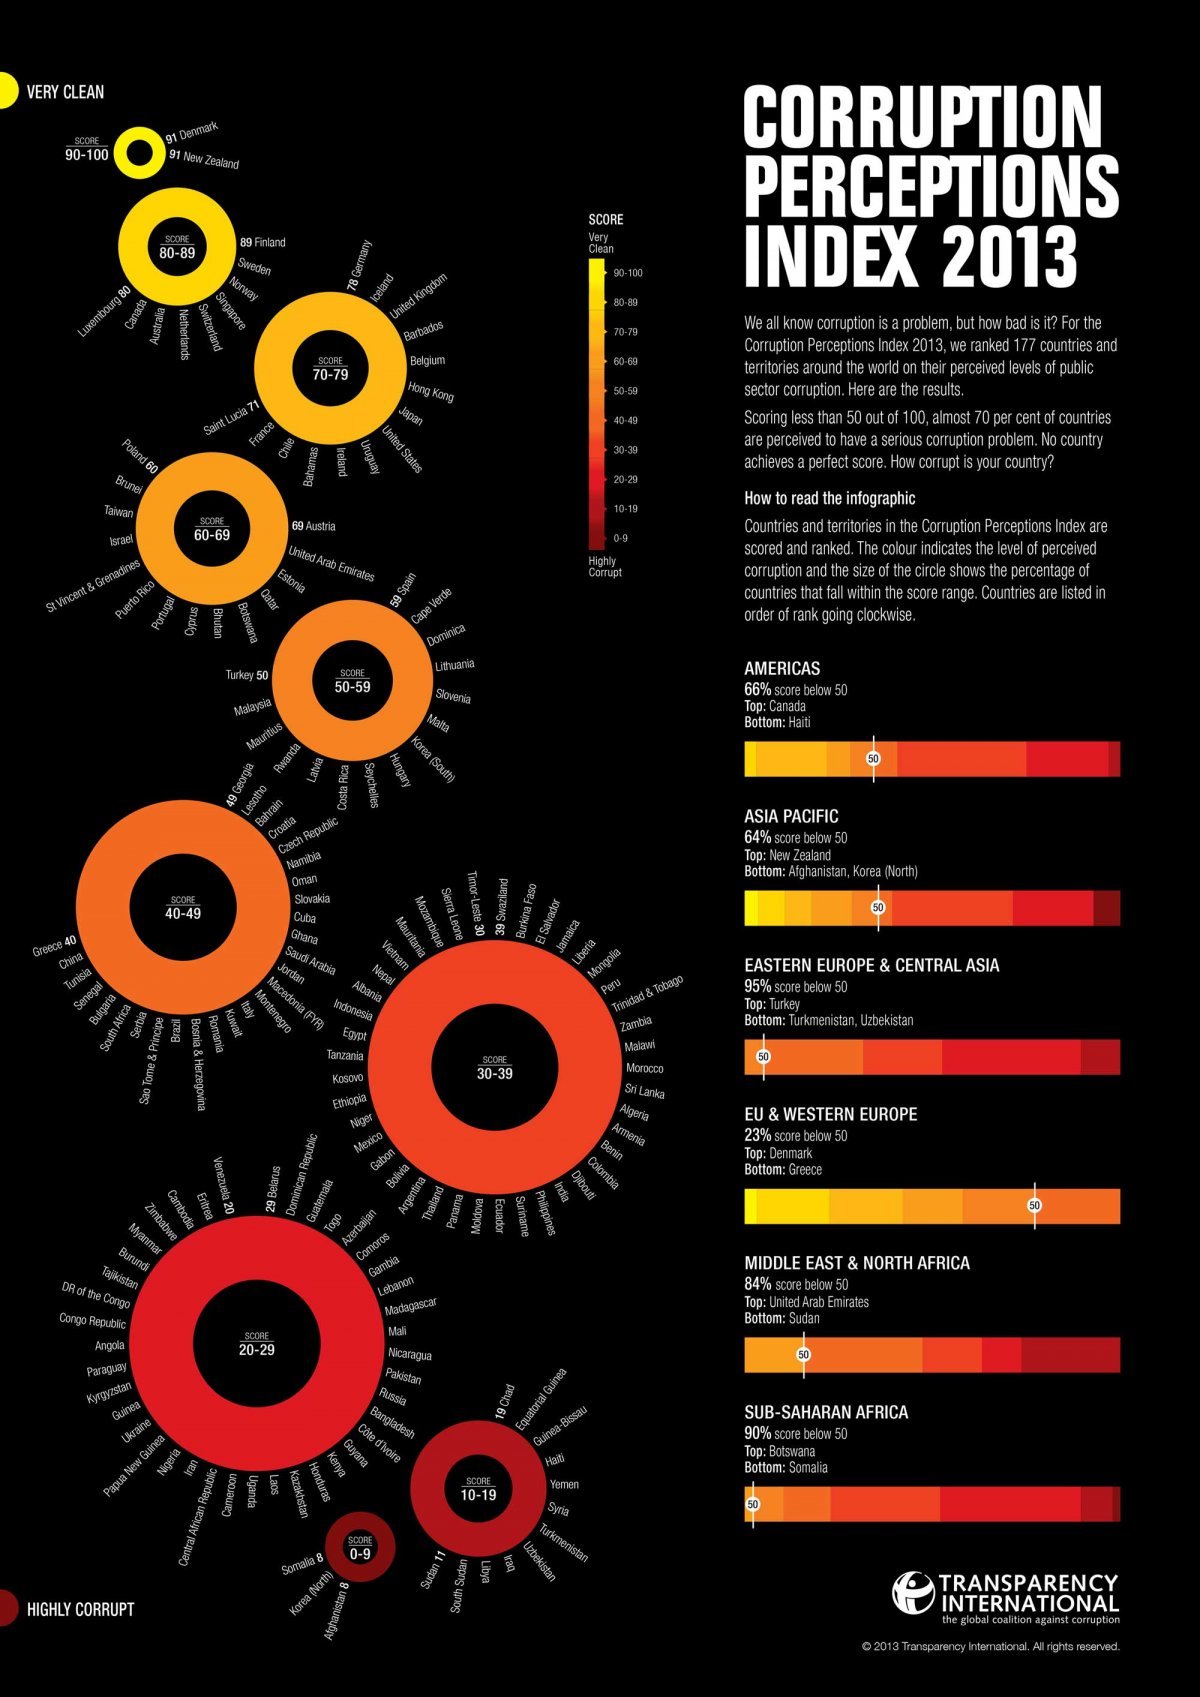 VERY CLEAN
SCORE
90-100
91 Denmark
91 New Zealand
SCORE
80-89
89 Finland
Sweden
Norway
Singapore
Switzerland
Netherlands
Australia
Canada
Luxembourg 80
SCORE
70-79
78 Germany
Iceland
United Kingdom
Barbados
Belgium
Hong Kong
Japan
United States
Uruguay
Ireland
Bahamas
Chile
France
Saint Lucia 71
SCORE
60-69
69 Austria
United Arab Emirates
Estonia
Qatar
Botswana
Bhutan
Cyprus
Portugal
Puerto Rico
St Vincent & Grenadines
Israel
Taiwan
Brunei
Poland 60
SCORE
50-59
59 Spain
Cape Verde
Dominica
Lithuania
Slovenia
Malta
Korea (South)
Hungary
Seychelles
Costa Rica
Latvia
Rwanda
Mauritius
Malaysia
Turkey 50
SCORE
40-49
49 Georgia
Lesotho
Bahrain
Croatia
Czech Republic
Namibia
Oman
Slovakia
Cuba
Ghana
Saudi Arabia
Jordan
Macedonia (FYR)
Montenegro
Italy
Kuwait
Romania
Bosnia & Herzegovina
Brazil
Sao Tome & Principe
Serbia
South Africa
Bulgaria
Senegal
Tunisia
China
Greece 40
SCORE
30-39
39 Swaziland
Burkina Faso
El Salvador
Jamaica
Liberia
Mongolia
Peru
Trinidad & Tobago
Zambia
Malawi
Morocco
Sri Lanka
Algeria
Armenia
Benin
Colombia
Djibouti
India
Philippines
Suriname
Ecuador
Moldova
Panama
Thailand
Argentina
Bolivia
Gabon
Mexico
Niger
Ethiopia
Kosovo
Tanzania
Egypt
Indonesia
Albania
Nepal
Vietnam
Mauritania
Mozambique
Sierra Leone
Timor-Leste 30
SCORE
20-29
29 Belarus
Dominican Republic
Guatemala
Togo
Azerbaijan
Comoros
Gambia
Lebanon
Madagascar
Mali
Nicaragua
Pakistan
Russia
Bangladesh
Côte d'Ivoire
Guyana
Kenya
Honduras
Kazakhstan
Laos
Uganda
Cameroon
Central African Republic
Iran
Nigeria
Papua New Guinea
Ukraine
Guinea
Kyrgyzstan
Paraguay
Angola
Congo Republic
DR of the Congo
Tajikistan
Burundi
Myanmar
Zimbabwe
Cambodia
Eritrea
Venezuela 20
SCORE
10-19
19 Chad
Equatorial Guinea
Guinea-Bissau
Haiti
Yemen
Syria
Turkmenistan
Uzbekistan
Iraq
Libya
South Sudan
Sudan 11
SCORE
0-9
Afghanistan 8
Korea (North)
Somalia 8
HIGHLY CORRUPT
SCORE
Very
Clean
90-100
80-89
70-79
60-69
50-59
40-49
30-39
20-29
10-19
0-9
Highly
Corrupt
CORRUPTION
PERCEPTIONS
INDEX 2013
We all know corruption is a problem, but how bad is it? For the
Corruption Perceptions Index 2013, we ranked 177 countries and
territories around the world on their perceived levels of public
sector corruption. Here are the results.
Scoring less than 50 out of 100, almost 70 per cent of countries
are perceived to have a serious corruption problem. No country
achieves a perfect score. How corrupt is your country?
How to read the infographic
Countries and territories in the Corruption Perceptions Index are
scored and ranked. The colour indicates the level of perceived
corruption and the size of the circle shows the percentage of
countries that fall within the score range. Countries are listed in
order of rank going clockwise.
AMERICAS
66% score below 50
Top: Canada
Bottom: Haiti
50
ASIA PACIFIC
64% score below 50
Top: New Zealand
Bottom: Afghanistan, Korea (North)
50
EASTERN EUROPE & CENTRAL ASIA
95% score below 50
Top: Turkey
Bottom: Turkmenistan, Uzbekistan
50
EU & WESTERN EUROPE
23% score below 50
Top: Denmark
Bottom: Greece
50
MIDDLE EAST & NORTH AFRICA
84% score below 50
Top: United Arab Emirates
Bottom: Sudan
50
SUB-SAHARAN AFRICA
90% score below 50
Top: Botswana
Bottom: Somalia
50
TRANSPARENCY
INTERNATIONAL
the global coalition against corruption
© 2013 Transparency International. All rights reserved.